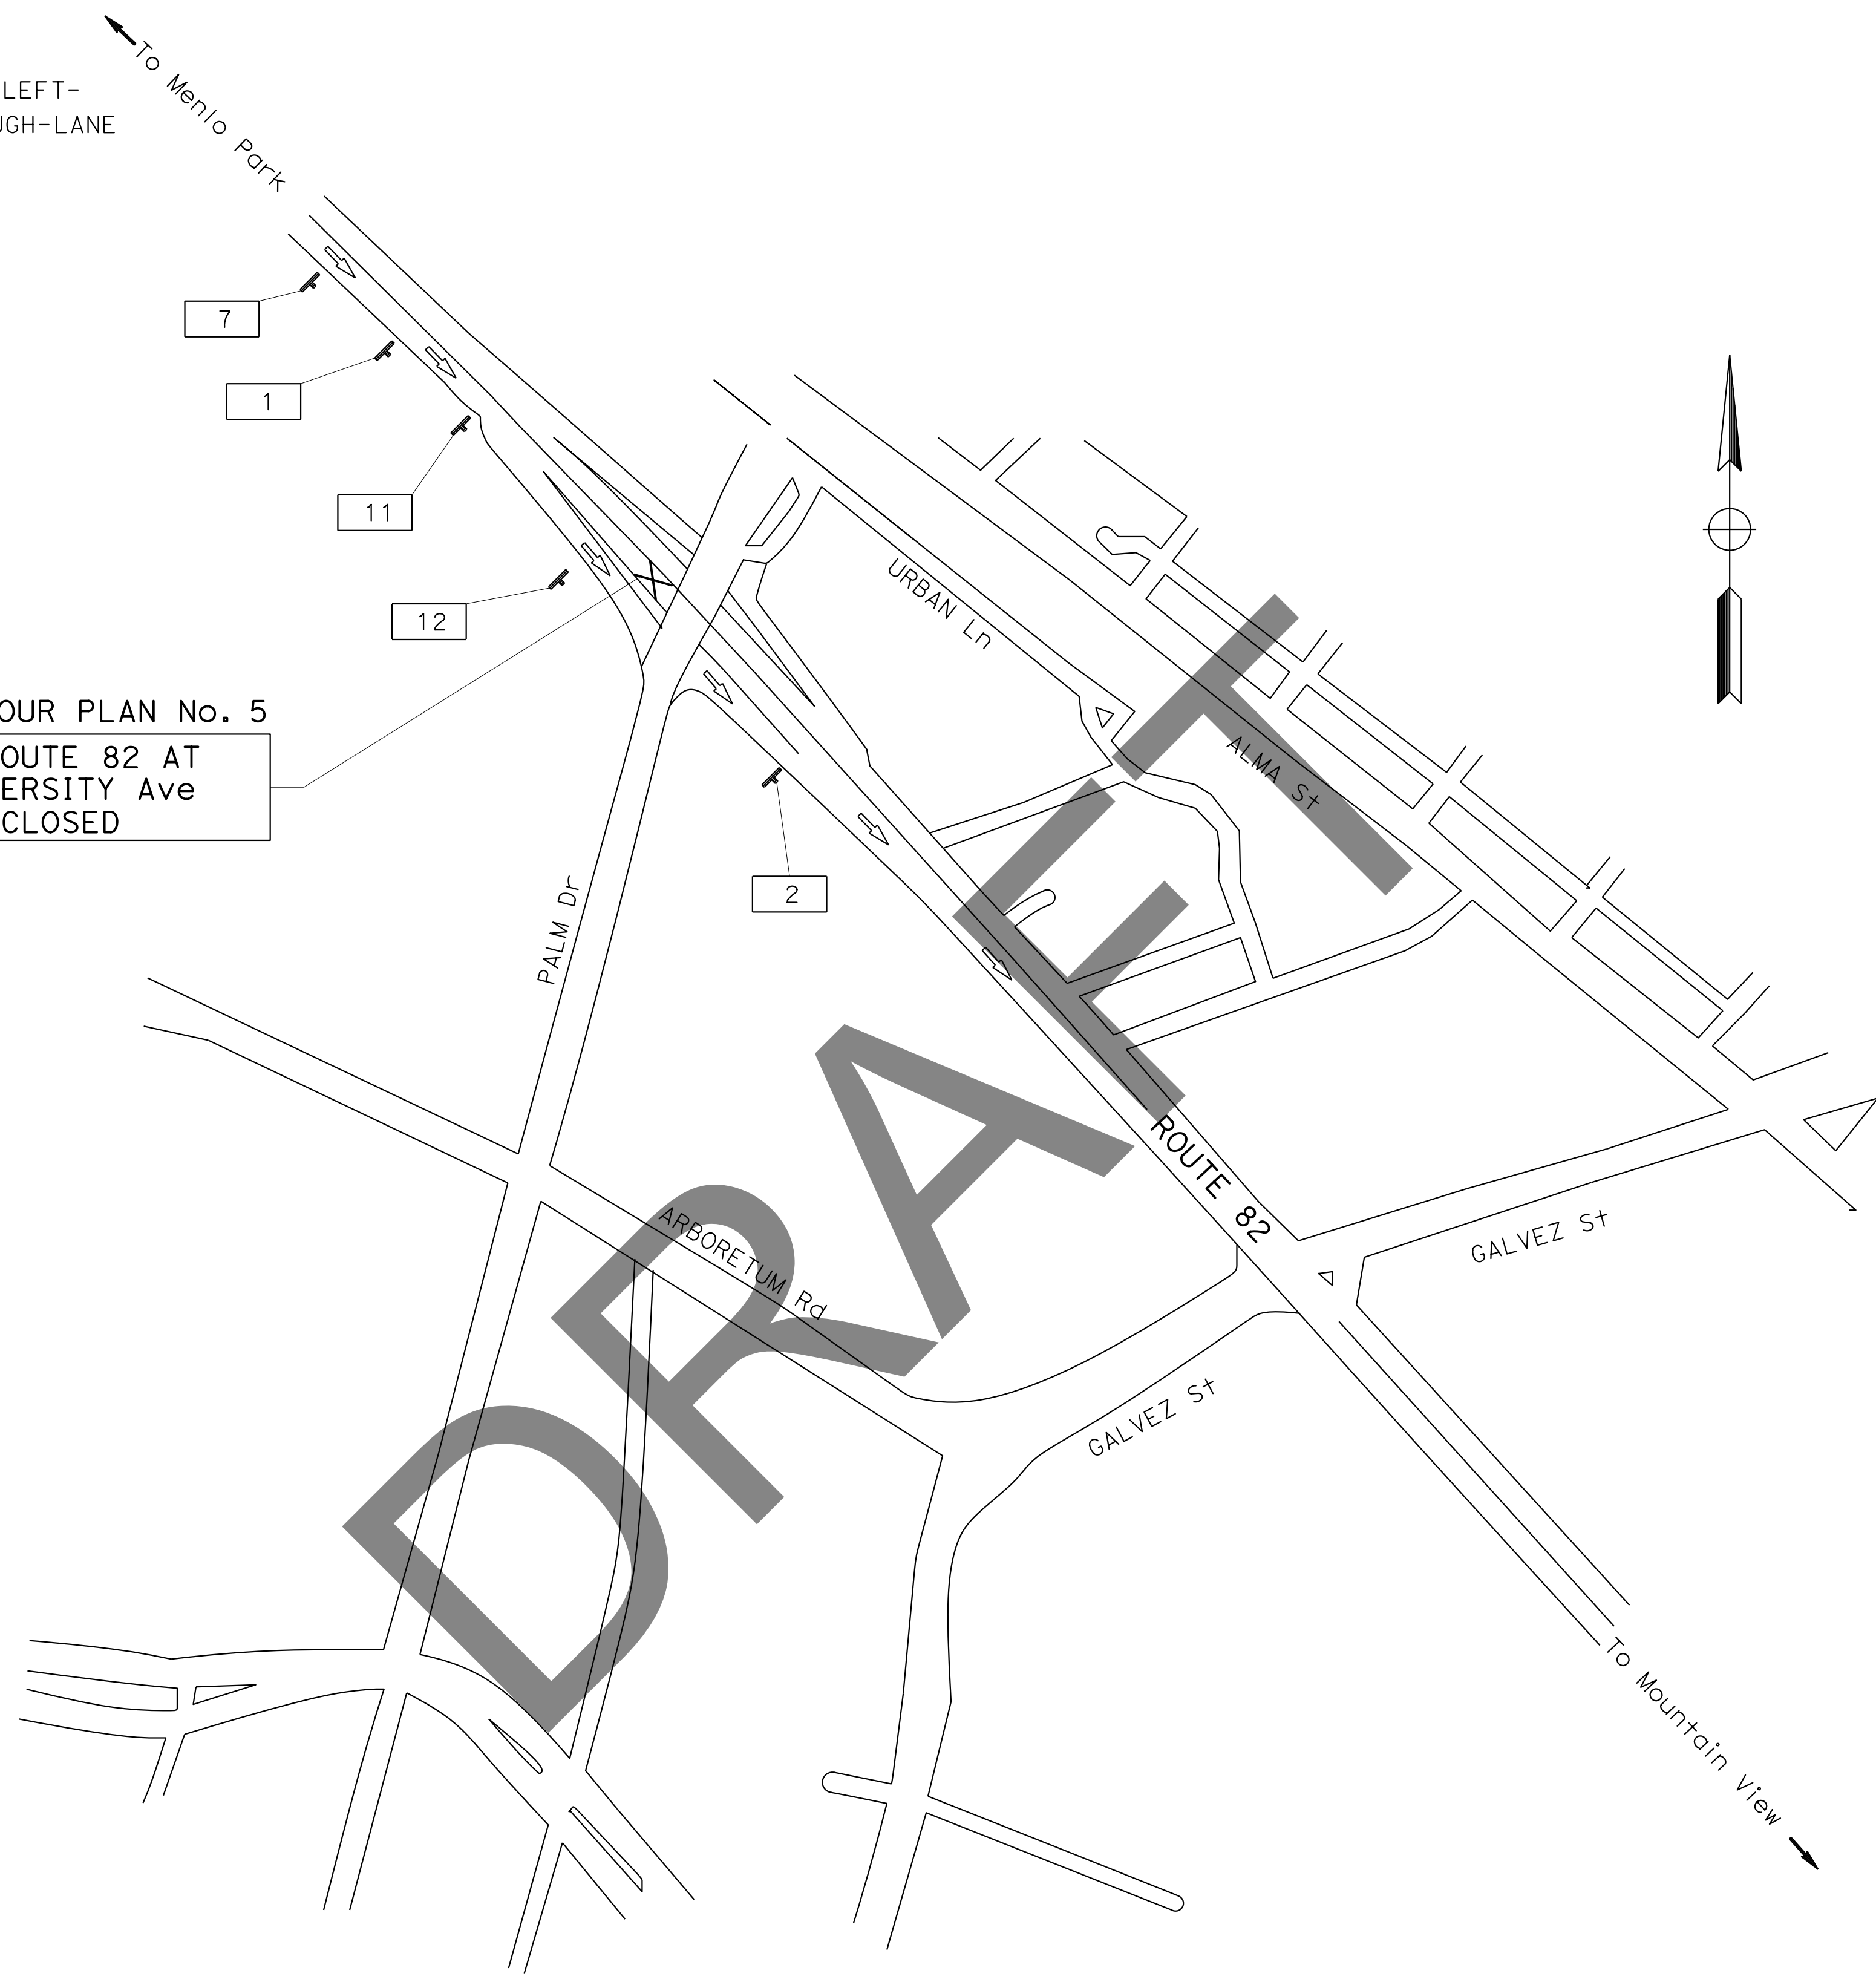 To Menlo Park
LEFT-
UGH-LANE
7
1
11
12
OUR PLAN No. 5
OUTE 82 AT
ERSITY Ave
CLOSED
2
PALM Dr
URBAN Ln
ALMA St
ROUTE 82
GALVEZ St
ARBORETUM Rd
GALVEZ St
To Mountain View
DRAFT